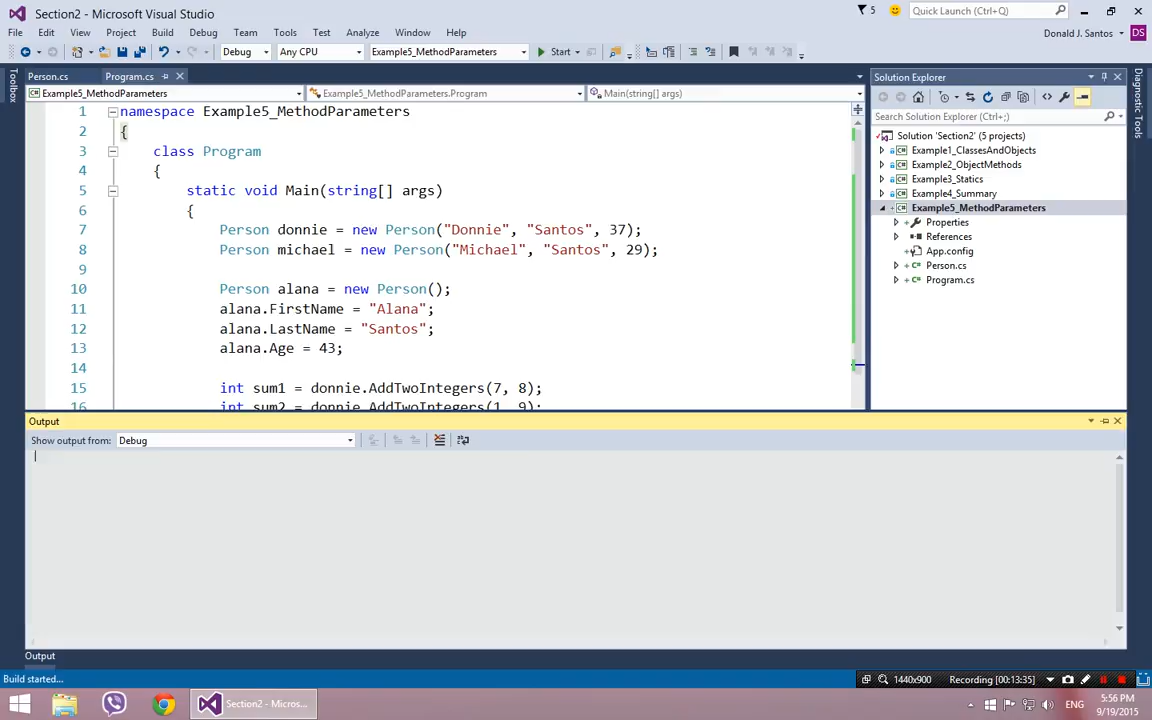 Section2 - Microsoft Visual Studio
5
Quick Launch (Ctrl+Q)
File Edit View Project Build Debug Team Tools Test Analyze Window Help
Donald J. Santos
DS
Debug
Any CPU
Example5_MethodParameters
Start
Toolbox
Person.cs
Program.cs
Example5_MethodParameters
Example5_MethodParameters.Program
Main(string[] args)
1 namespace Example5_MethodParameters
2 {
3 class Program
4 {
5 static void Main(string[] args)
6 {
7 Person donnie = new Person("Donnie", "Santos", 37);
8 Person michael = new Person("Michael", "Santos", 29);
9
10 Person alana = new Person();
11 alana.FirstName = "Alana";
12 alana.LastName = "Santos";
13 alana.Age = 43;
14
15 int sum1 = donnie.AddTwoIntegers(7, 8);
16 int sum2 = donnie.AddTwoIntegers(1, 9);
Solution Explorer
Search Solution Explorer (Ctrl+;)
Solution 'Section2' (5 projects)
Example1_ClassesAndObjects
Example2_ObjectMethods
Example3_Statics
Example4_Summary
Example5_MethodParameters
Properties
References
App.config
Person.cs
Program.cs
Diagnostic Tools
Output
Show output from: Debug
Output
Build started...
1440x900
Recording [00:13:35]
Section2 - Micros...
ENG
5:56 PM
9/19/2015